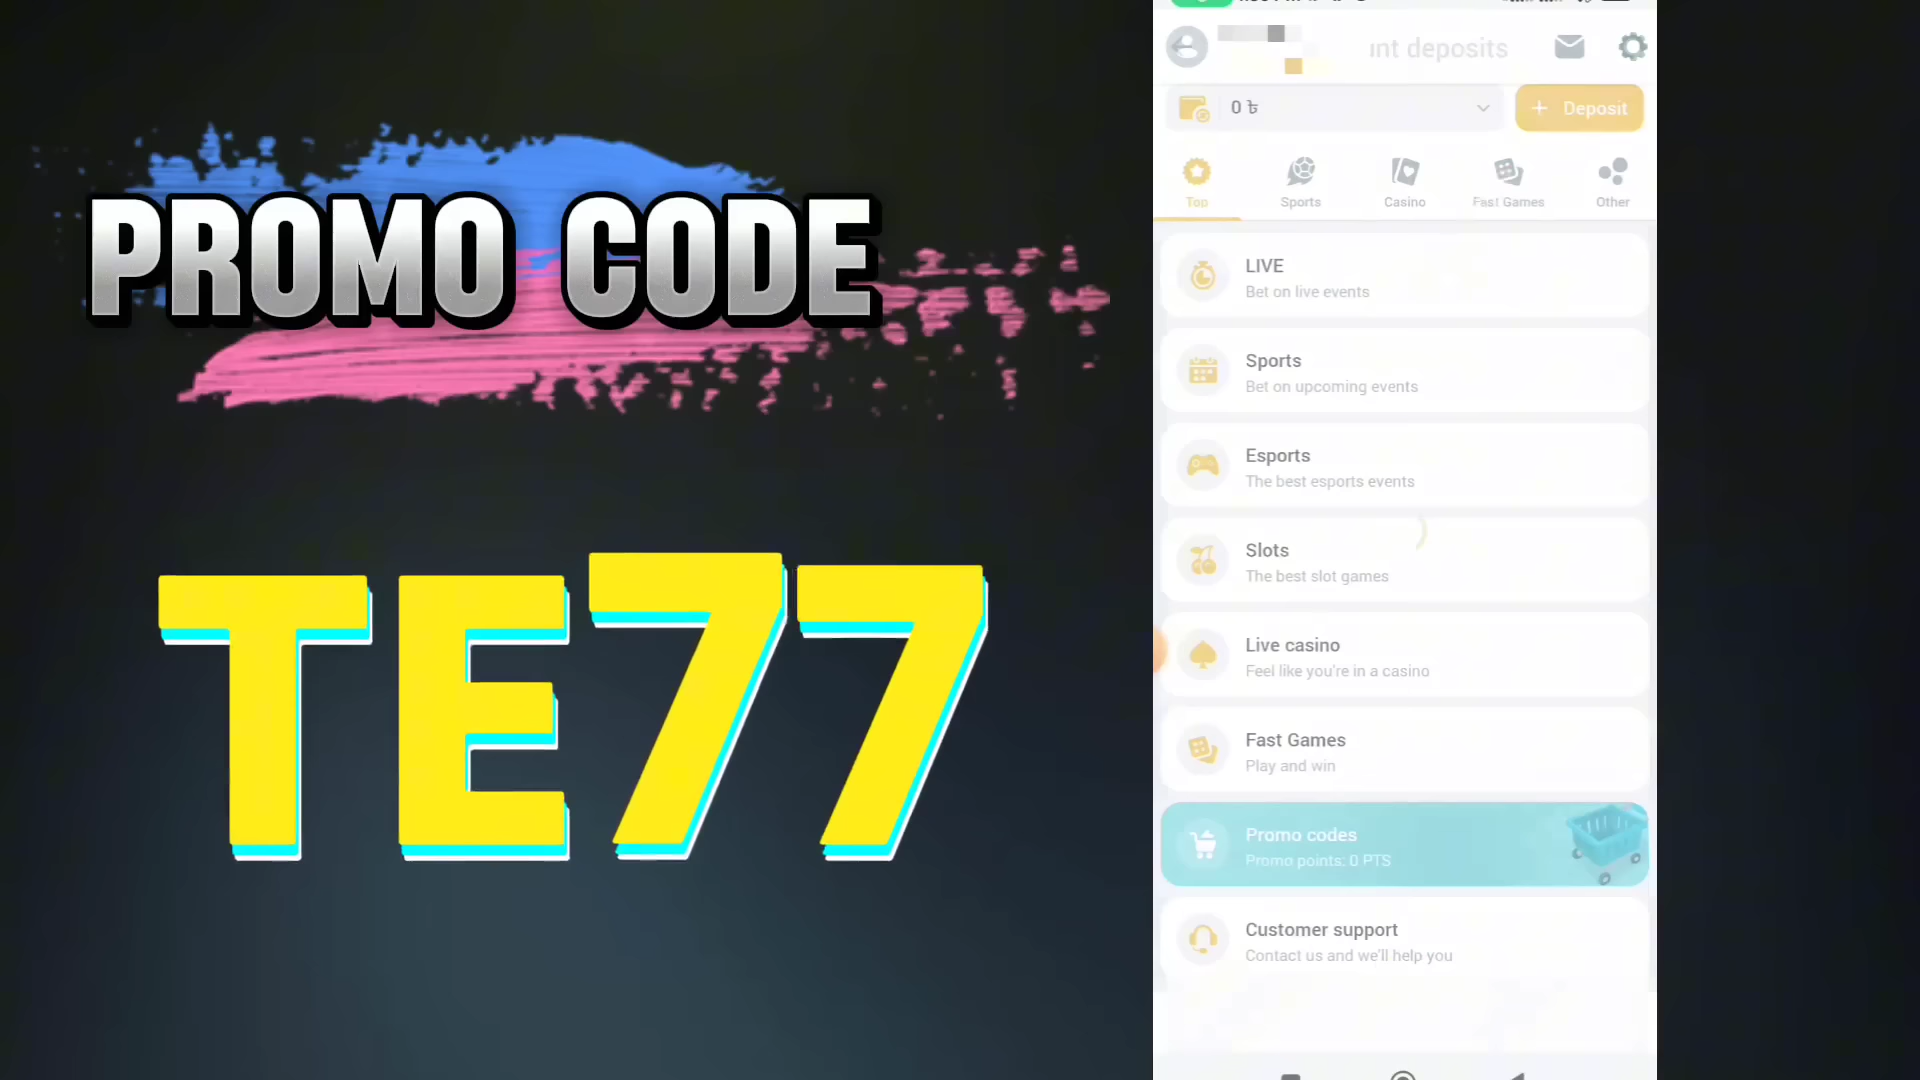 PROMO CODE
TE77
nt deposits
0 ৳
+ Deposit
Top
Sports
Casino
Fast Games
Other
LIVE
Bet on live events
Sports
Bet on upcoming events
Esports
The best esports events
Slots
The best slot games
Live casino
Feel like you're in a casino
Fast Games
Play and win
Promo codes
Promo points: 0 PTS
Customer support
Contact us and we'll help you